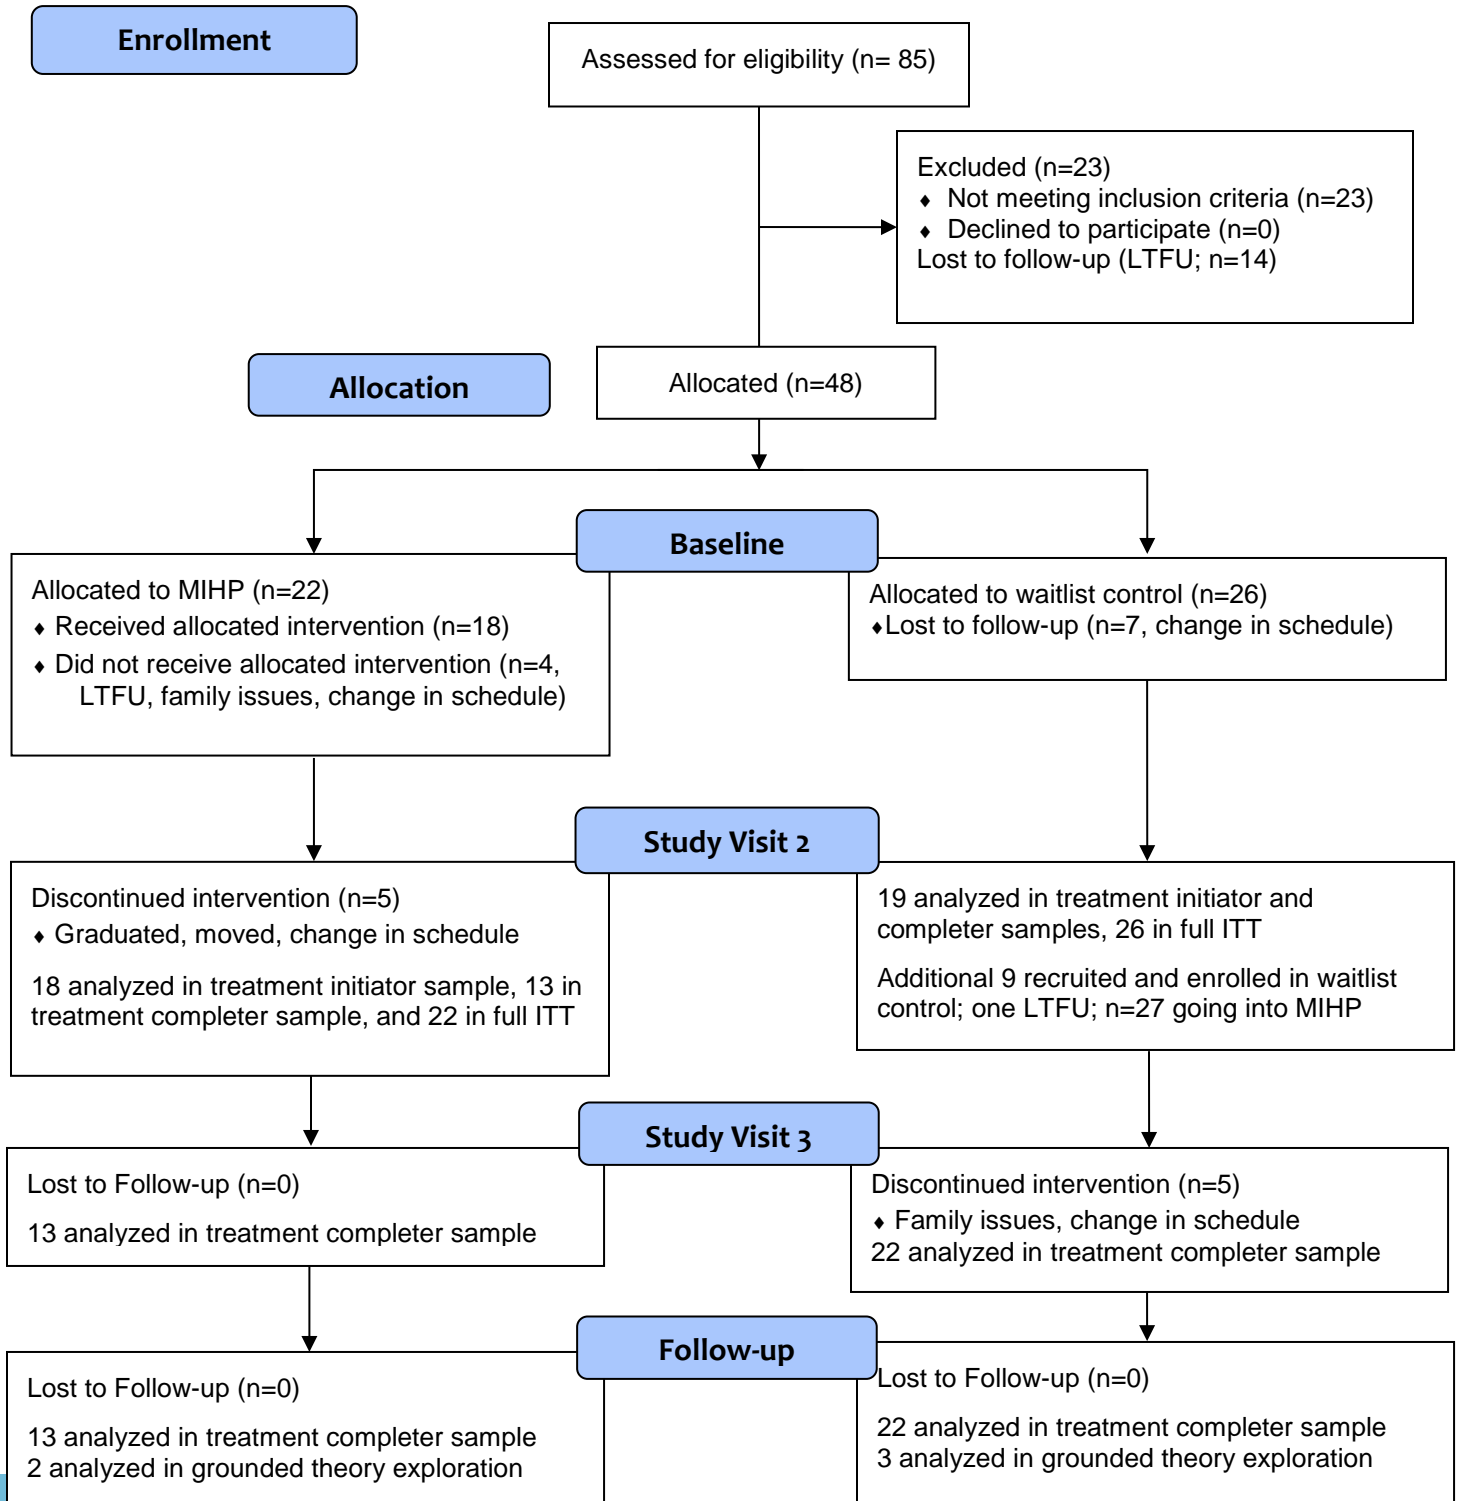 Enrollment
Assessed for eligibility (n= 85)
Excluded (n=23)
♦ Not meeting inclusion criteria (n=23)
♦ Declined to participate (n=0)
Lost to follow-up (LTFU; n=14)
Allocation
Allocated (n=48)
Baseline
Allocated to MIHP (n=22)
♦ Received allocated intervention (n=18)
♦ Did not receive allocated intervention (n=4,
LTFU, family issues, change in schedule)
Allocated to waitlist control (n=26)
♦Lost to follow-up (n=7, change in schedule)
Study Visit 2
Discontinued intervention (n=5)
♦ Graduated, moved, change in schedule
18 analyzed in treatment initiator sample, 13 in
treatment completer sample, and 22 in full ITT
19 analyzed in treatment initiator and
completer samples, 26 in full ITT
Additional 9 recruited and enrolled in waitlist
control; one LTFU; n=27 going into MIHP
Study Visit 3
Lost to Follow-up (n=0)
13 analyzed in treatment completer sample
Discontinued intervention (n=5)
♦ Family issues, change in schedule
22 analyzed in treatment completer sample
Follow-up
Lost to Follow-up (n=0)
13 analyzed in treatment completer sample
2 analyzed in grounded theory exploration
Lost to Follow-up (n=0)
22 analyzed in treatment completer sample
3 analyzed in grounded theory exploration